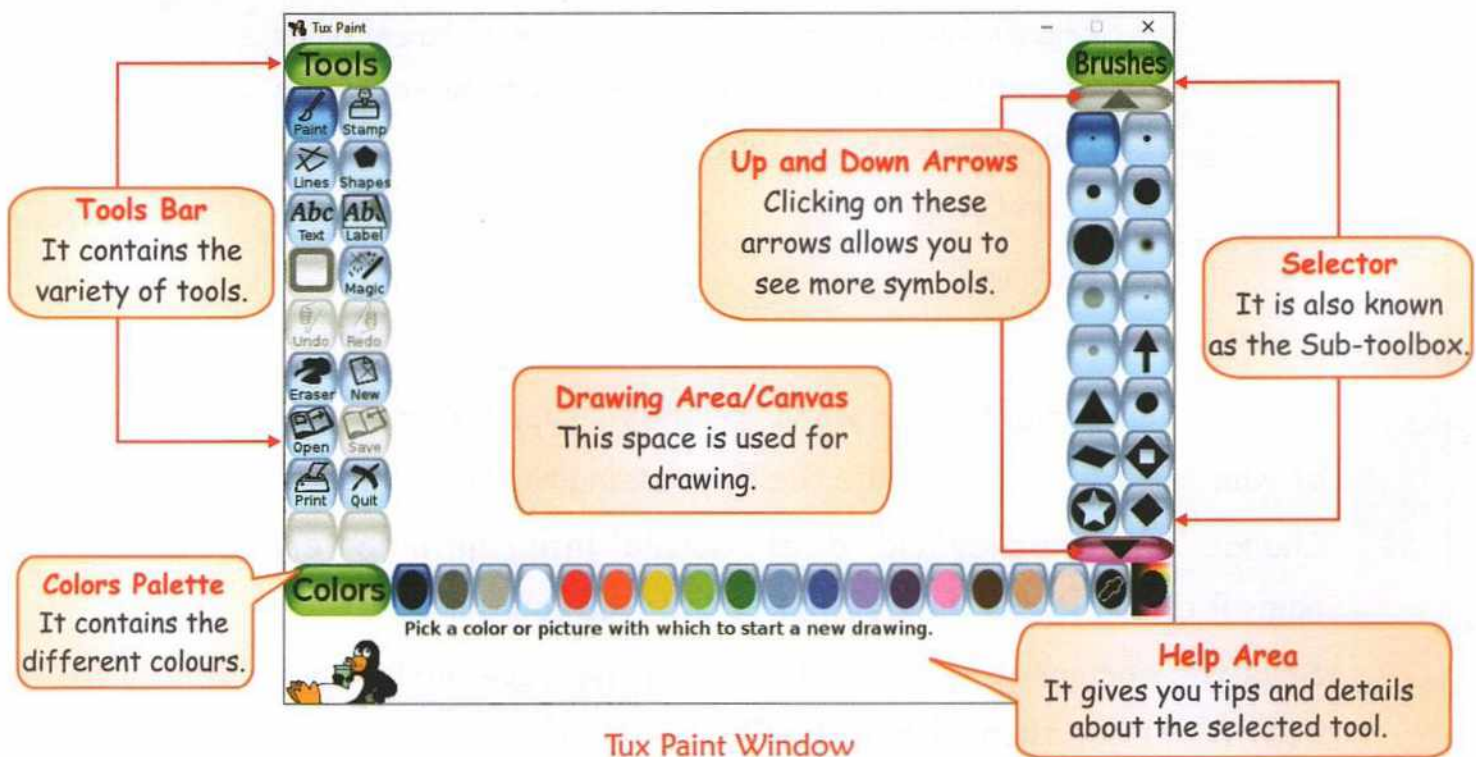 Tux Paint
Tools
Brushes
Paint
Stamp
Lines
Shapes
Abc
Abc
Text
Label
Magic
Undo
Redo
Eraser
New
Open
Save
Print
Quit
Tools Bar
It contains the
variety of tools.
Up and Down Arrows
Clicking on these
arrows allows you to
see more symbols.
Selector
It is also known
as the Sub-toolbox.
Drawing Area/Canvas
This space is used for
drawing.
Colors Palette
It contains the
different colours.
Colors
Pick a color or picture with which to start a new drawing.
Help Area
It gives you tips and details
about the selected tool.
Tux Paint Window